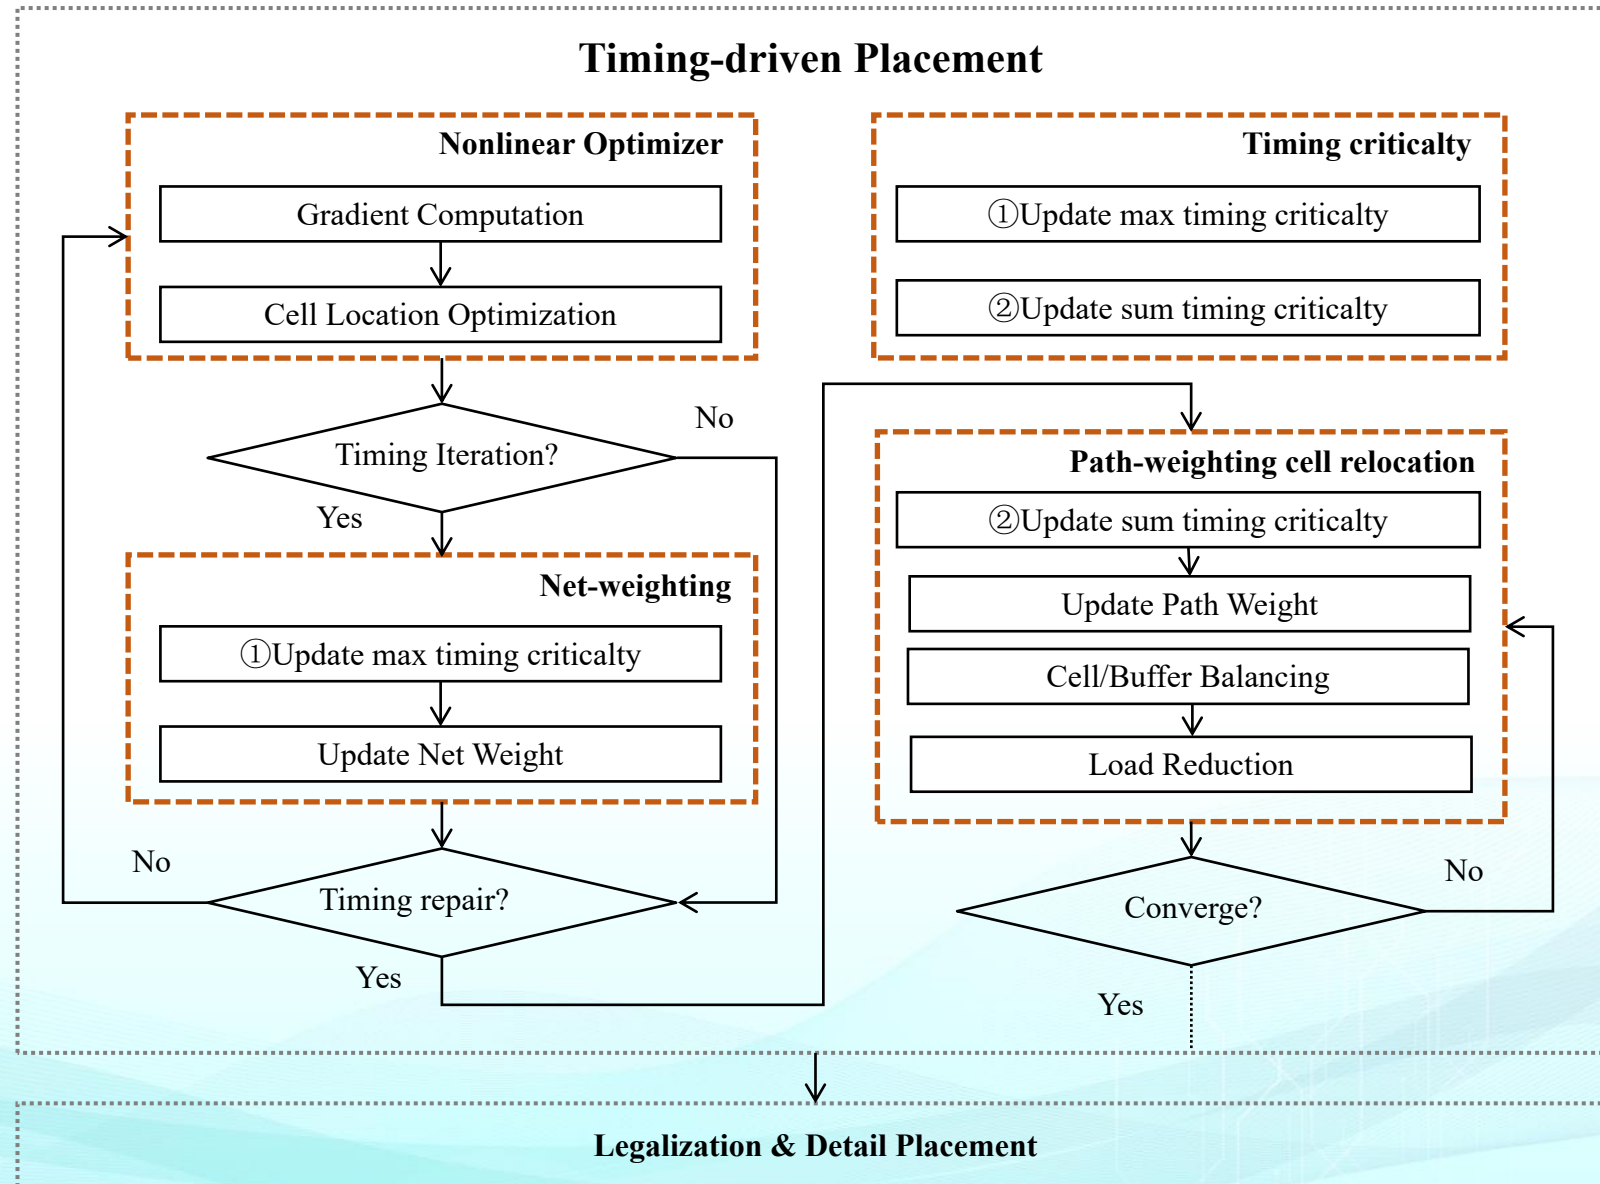 Timing-driven Placement
Nonlinear Optimizer
Gradient Computation
Cell Location Optimization
Timing Iteration?
No
Yes
Net-weighting
①Update max timing criticalty
Update Net Weight
Timing repair?
No
Yes
Timing criticalty
①Update max timing criticalty
②Update sum timing criticalty
Path-weighting cell relocation
②Update sum timing criticalty
Update Path Weight
Cell/Buffer Balancing
Load Reduction
Converge?
No
Yes
Legalization & Detail Placement